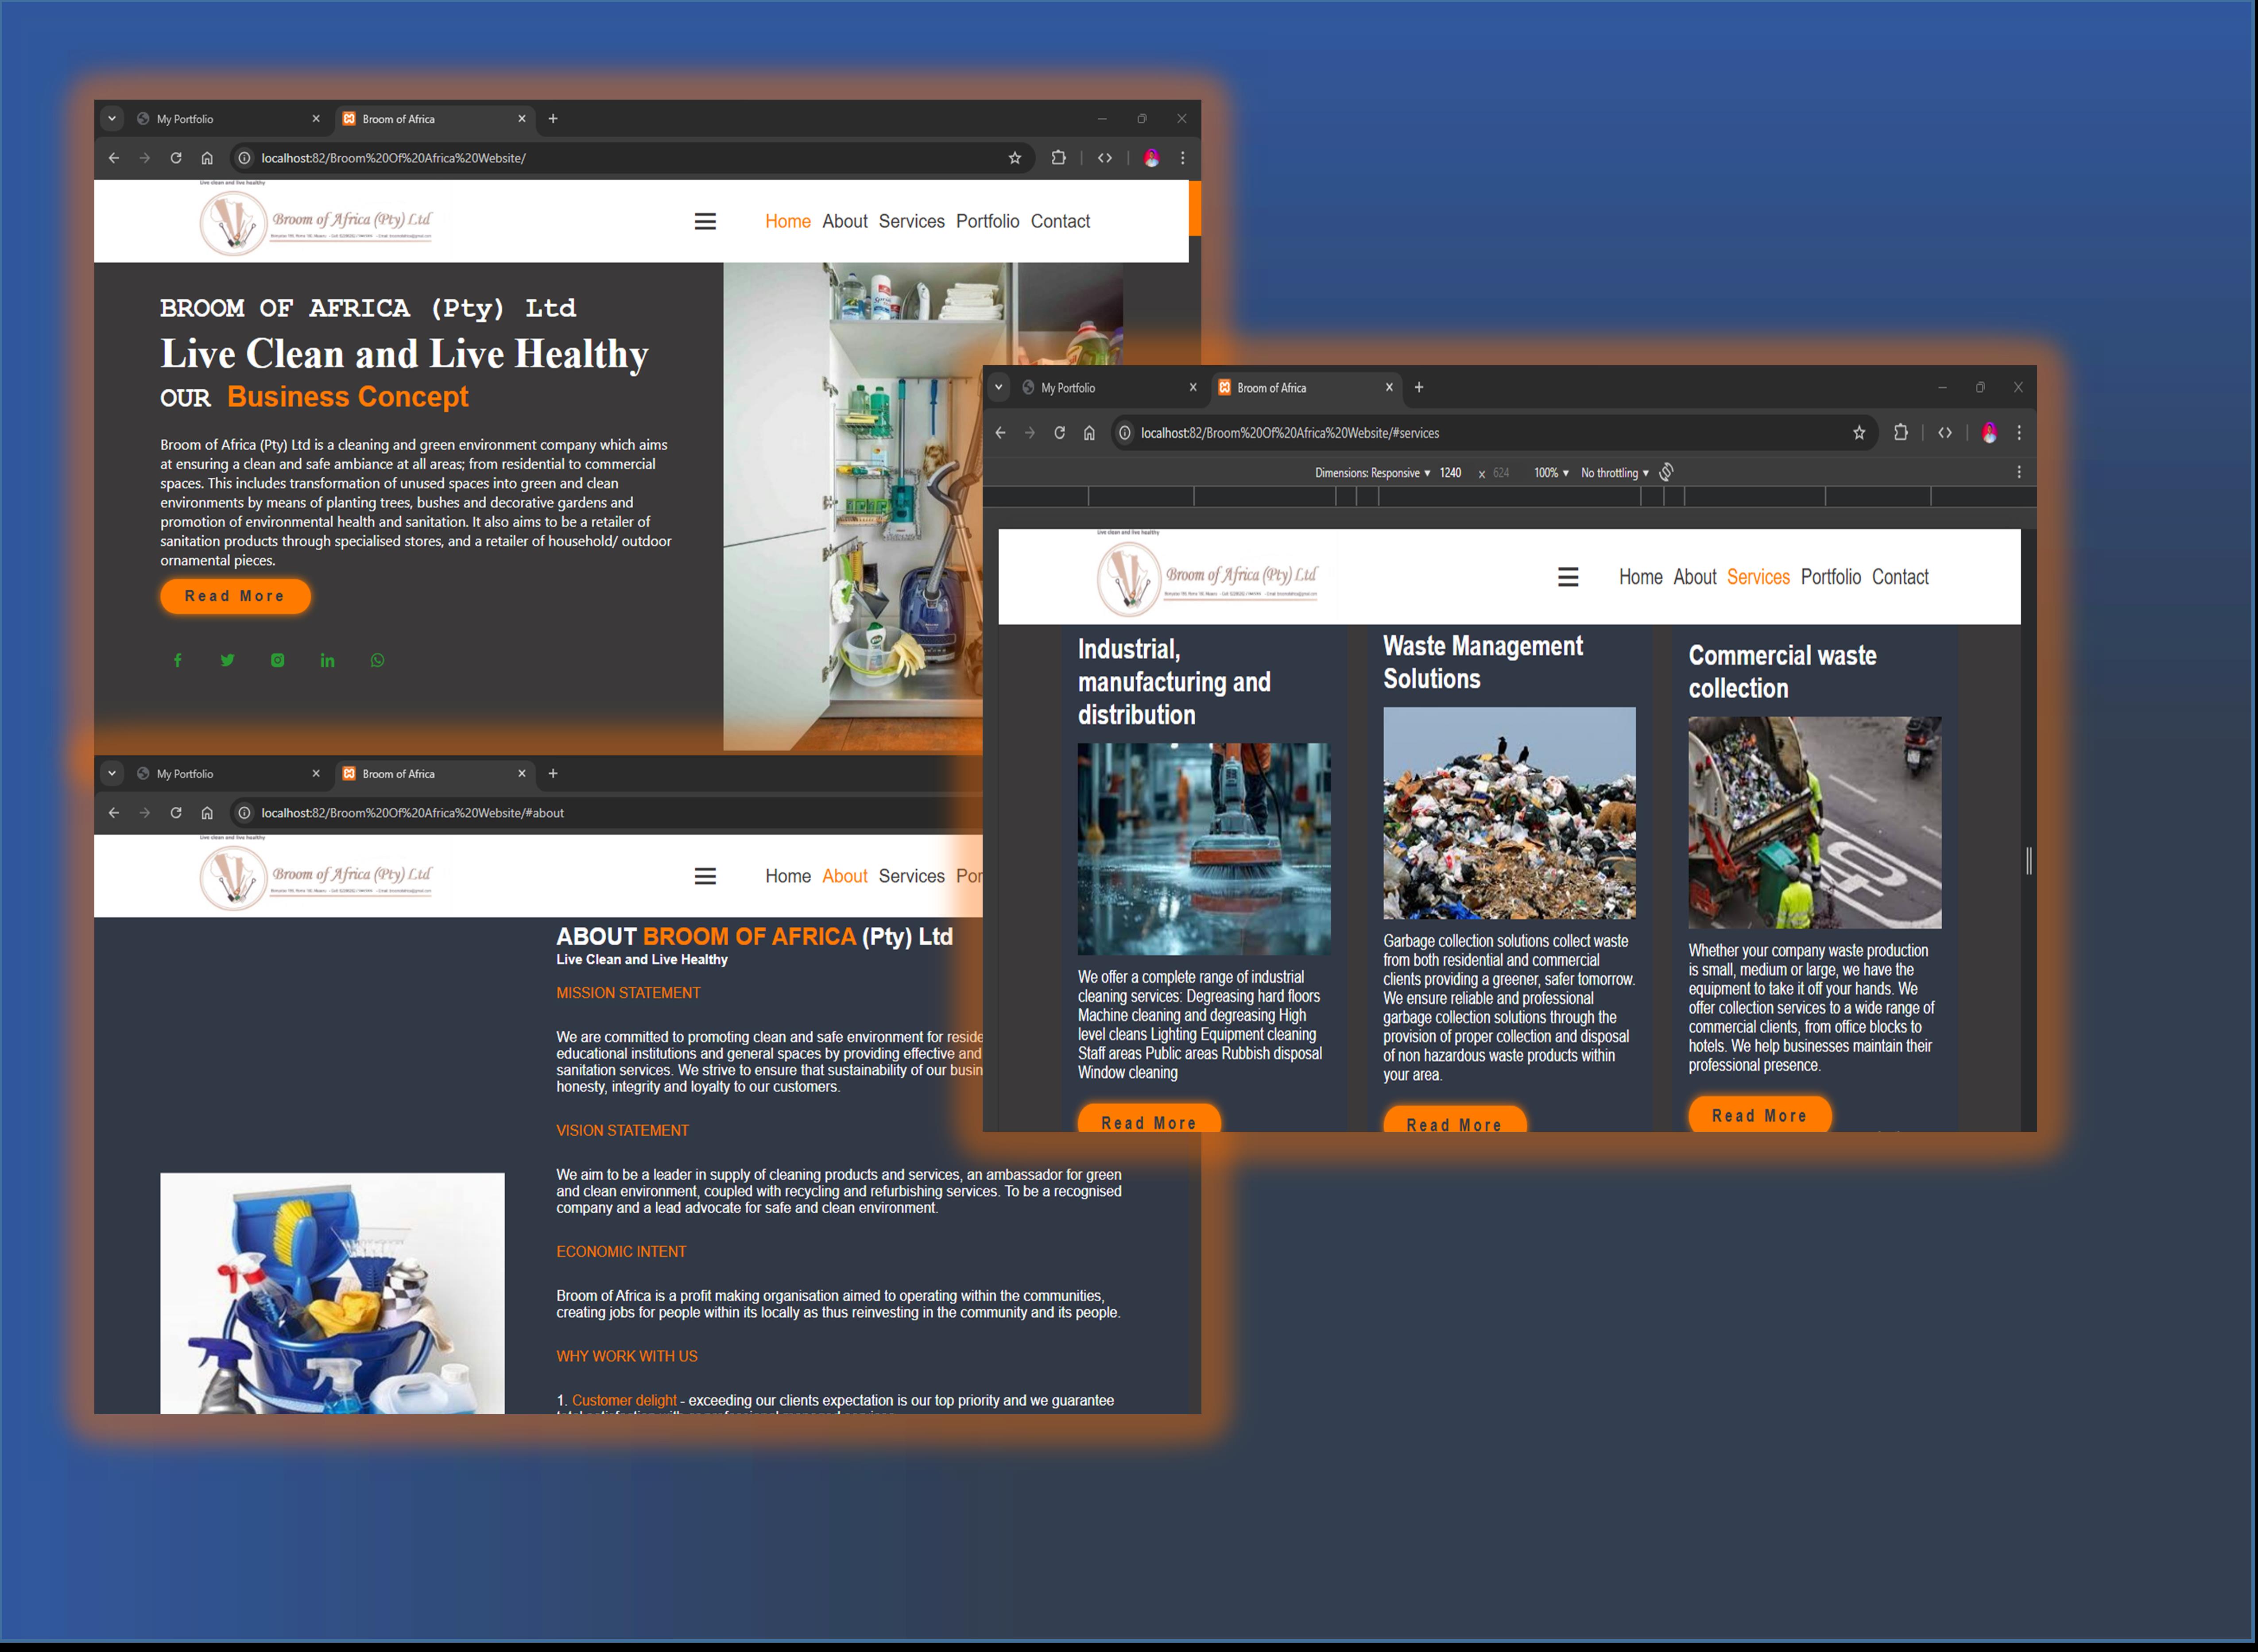 My Portfolio
Broom of Africa
localhost:82/Broom%20Of%20Africa%20Website/
Live clean and live healthy
Broom of Africa (Pty) Ltd
Home About Services Portfolio Contact
BROOM OF AFRICA (Pty) Ltd
Live Clean and Live Healthy
OUR Business Concept
Broom of Africa (Pty) Ltd is a cleaning and green environment company which aims
at ensuring a clean and safe ambiance at all areas; from residential to commercial
spaces. This includes transformation of unused spaces into green and clean
environments by means of planting trees, bushes and decorative gardens and
promotion of environmental health and sanitation. It also aims to be a retailer of
sanitation products through specialised stores, and a retailer of household/ outdoor
ornamental pieces.
Read More
My Portfolio
Broom of Africa
localhost:82/Broom%20Of%20Africa%20Website/#about
Live clean and live healthy
Broom of Africa (Pty) Ltd
Home About Services Por
ABOUT BROOM OF AFRICA (Pty) Ltd
Live Clean and Live Healthy
MISSION STATEMENT
We are committed to promoting clean and safe environment for reside
educational institutions and general spaces by providing effective and
sanitation services. We strive to ensure that sustainability of our busin
honesty, integrity and loyalty to our customers.
VISION STATEMENT
We aim to be a leader in supply of cleaning products and services, an ambassador for green
and clean environment, coupled with recycling and refurbishing services. To be a recognised
company and a lead advocate for safe and clean environment.
ECONOMIC INTENT
Broom of Africa is a profit making organisation aimed to operating within the communities,
creating jobs for people within its locally as thus reinvesting in the community and its people.
WHY WORK WITH US
1. Customer delight - exceeding our clients expectation is our top priority and we guarantee
My Portfolio
Broom of Africa
localhost:82/Broom%20Of%20Africa%20Website/#services
Dimensions: Responsive 1240 x 624 100% No throttling
Live clean and live healthy
Broom of Africa (Pty) Ltd
Home About Services Portfolio Contact
Industrial,
manufacturing and
distribution
We offer a complete range of industrial
cleaning services: Degreasing hard floors
Machine cleaning and degreasing High
level cleans Lighting Equipment cleaning
Staff areas Public areas Rubbish disposal
Window cleaning
Read More
Waste Management
Solutions
Garbage collection solutions collect waste
from both residential and commercial
clients providing a greener, safer tomorrow.
We ensure reliable and professional
garbage collection solutions through the
provision of proper collection and disposal
of non hazardous waste products within
your area.
Read More
Commercial waste
collection
Whether your company waste production
is small, medium or large, we have the
equipment to take it off your hands. We
offer collection services to a wide range of
commercial clients, from office blocks to
hotels. We help businesses maintain their
professional presence.
Read More